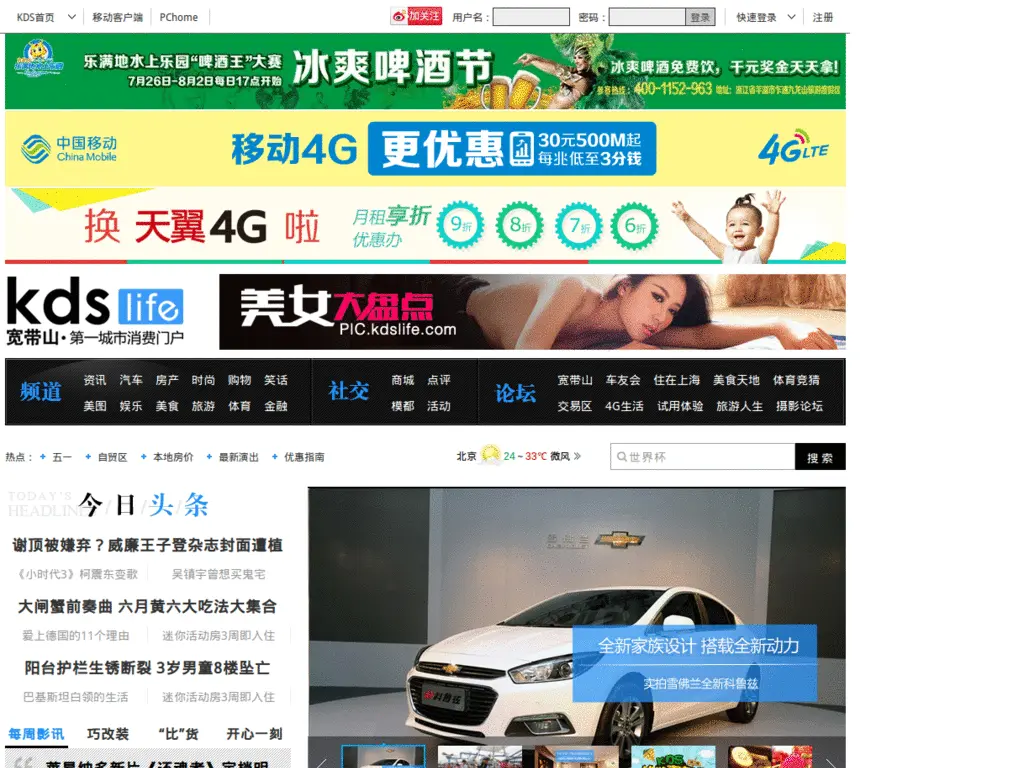 KDS首页 移动客户端 PChome 加关注 用户名： 密码： 登录 快速登录 注册
乐满地水上乐园“啤酒王”大赛
7月26日-8月2日每日17点开始
冰爽啤酒节
冰爽啤酒免费饮，千元奖金天天拿!
400-1152-963
中国移动
China Mobile
移动4G 更优惠
30元500M起
每兆低至3分钱
4G LTE
换 天翼4G 啦
月租享折
优惠办
9折 8折 7折 6折
kds life
宽带山·第一城市消费门户
美女大盘点
PIC.kdslife.com
频道 资讯 汽车 房产 时尚 购物 笑话
美图 娱乐 美食 旅游 体育 金融
社交 商城 点评
模都 活动
论坛 宽带山 车友会 住在上海 美食天地 体育竞猜
交易区 4G生活 试用体验 旅游人生 摄影论坛
热点： 五一 自贸区 本地房价 最新演出 优惠指南
北京 24 ~ 33℃ 微风 »
世界杯 搜 索
TODAY'S
HEADLINE
今日头条
谢顶被嫌弃？威廉王子登杂志封面遭植
《小时代3》柯震东变歌 吴镇宇曾想买鬼宅
大闸蟹前奏曲 六月黄六大吃法大集合
爱上德国的11个理由 迷你活动房3周即人住
阳台护栏生锈断裂 3岁男童8楼坠亡
巴基斯坦白领的生活 迷你活动房3周即人住
每周影讯 巧改装 “比”货 开心一刻
全新家族设计 搭载全新动力
实拍雪佛兰全新科鲁兹